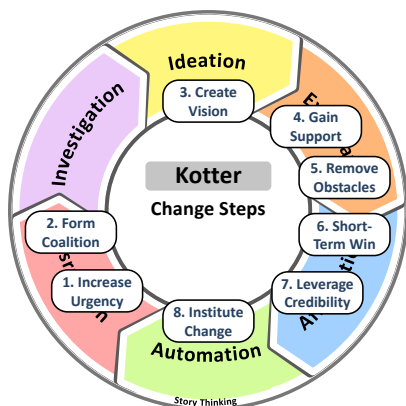 Ideation
3. Create
Vision
4. Gain
Support
Investigation
5. Remove
Obstacles
Kotter
Change Steps
2. Form
Coalition
6. Short-
Term Win
1. Increase
Urgency
7. Leverage
Credibility
8. Institute
Change
Automation
Story Thinking